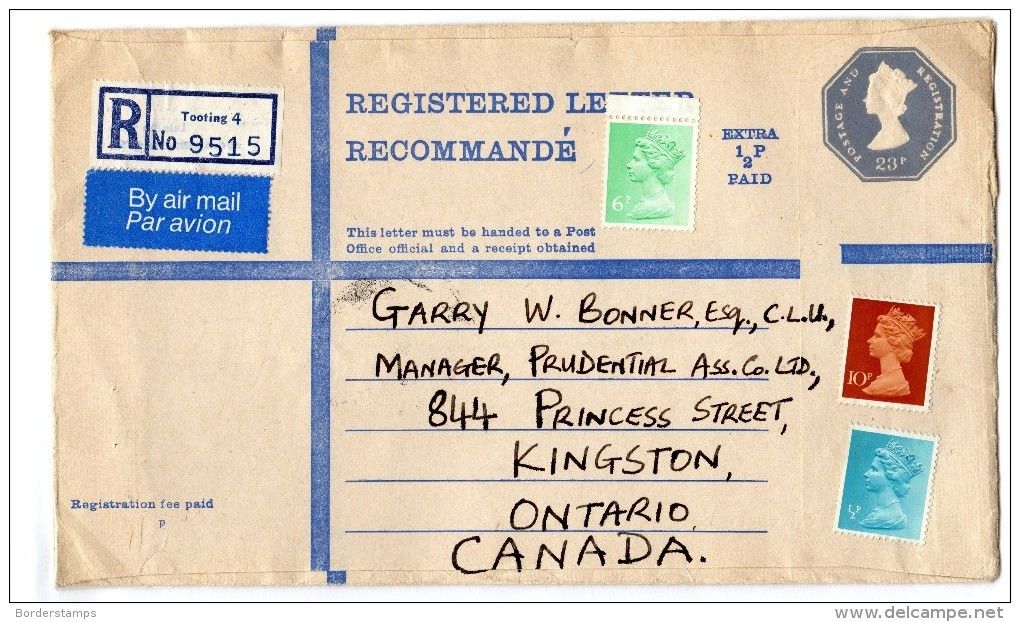 R
Tooting 4
No 9515
By air mail
Par avion
REGISTERED LETTER
RECOMMANDÉ
This letter must be handed to a Post
Office official and a receipt obtained
6P
EXTRA
½P
PAID
POSTAGE AND REGISTRATION
23P
GARRY W. BONNER, ESQ., C.L.U.,
MANAGER, PRUDENTIAL ASS. CO. LTD.,
844 PRINCESS STREET,
KINGSTON,
ONTARIO,
CANADA.
10P
½P
Registration fee paid
P
Borderstamps
www.delcampe.net